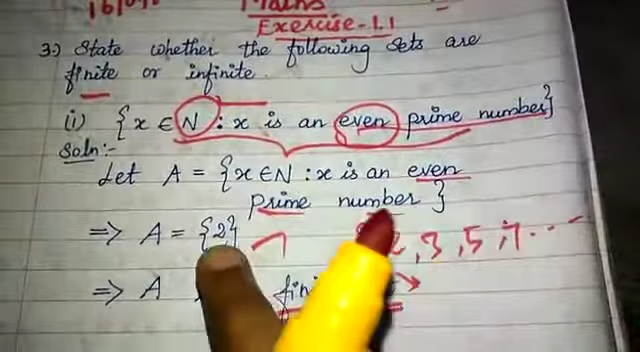 Maths
Exercise-1.1
3.) State whether the following sets are
finite or infinite.
(i) {x ∈ N : x is an even prime number}
Soln:-
Let A = {x ∈ N : x is an even
prime number}
⇒ A = {2}
2, 3, 5, 7 ...
⇒ A